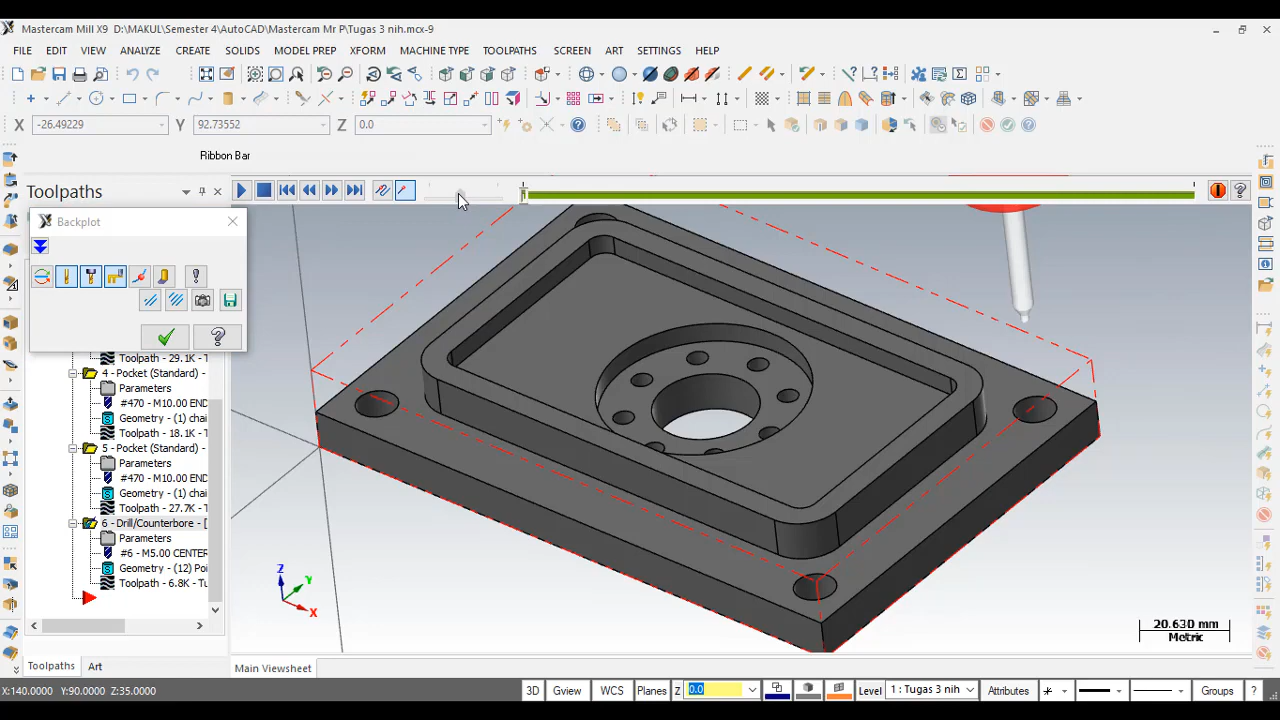 Mastercam Mill X9 D:\MAKUL\Semester 4\AutoCAD\Mastercam Mr P\Tugas 3 nih.mcx-9
FILE EDIT VIEW ANALYZE CREATE SOLIDS MODEL PREP XFORM MACHINE TYPE TOOLPATHS SCREEN ART SETTINGS HELP
X -26.49229 Y 92.73552 Z 0.0
Ribbon Bar
Toolpaths
Backplot
Toolpath - 29.1K - T
4 - Pocket (Standard) -
Parameters
#470 - M10.00 END
Geometry - (1) chai
Toolpath - 18.1K - T
5 - Pocket (Standard) -
Parameters
#470 - M10.00 END
Geometry - (1) chai
Toolpath - 27.7K - T
6 - Drill/Counterbore - [
Parameters
#6 - M5.00 CENTER
Geometry - (12) Poi
Toolpath - 6.8K - Tu
Z
Y
X
20.630 mm
Metric
Toolpaths Art
Main Viewsheet
X:140.0000 Y:90.0000 Z:35.0000
3D Gview WCS Planes Z 0.0 Level 1 : Tugas 3 nih Attributes Groups ?